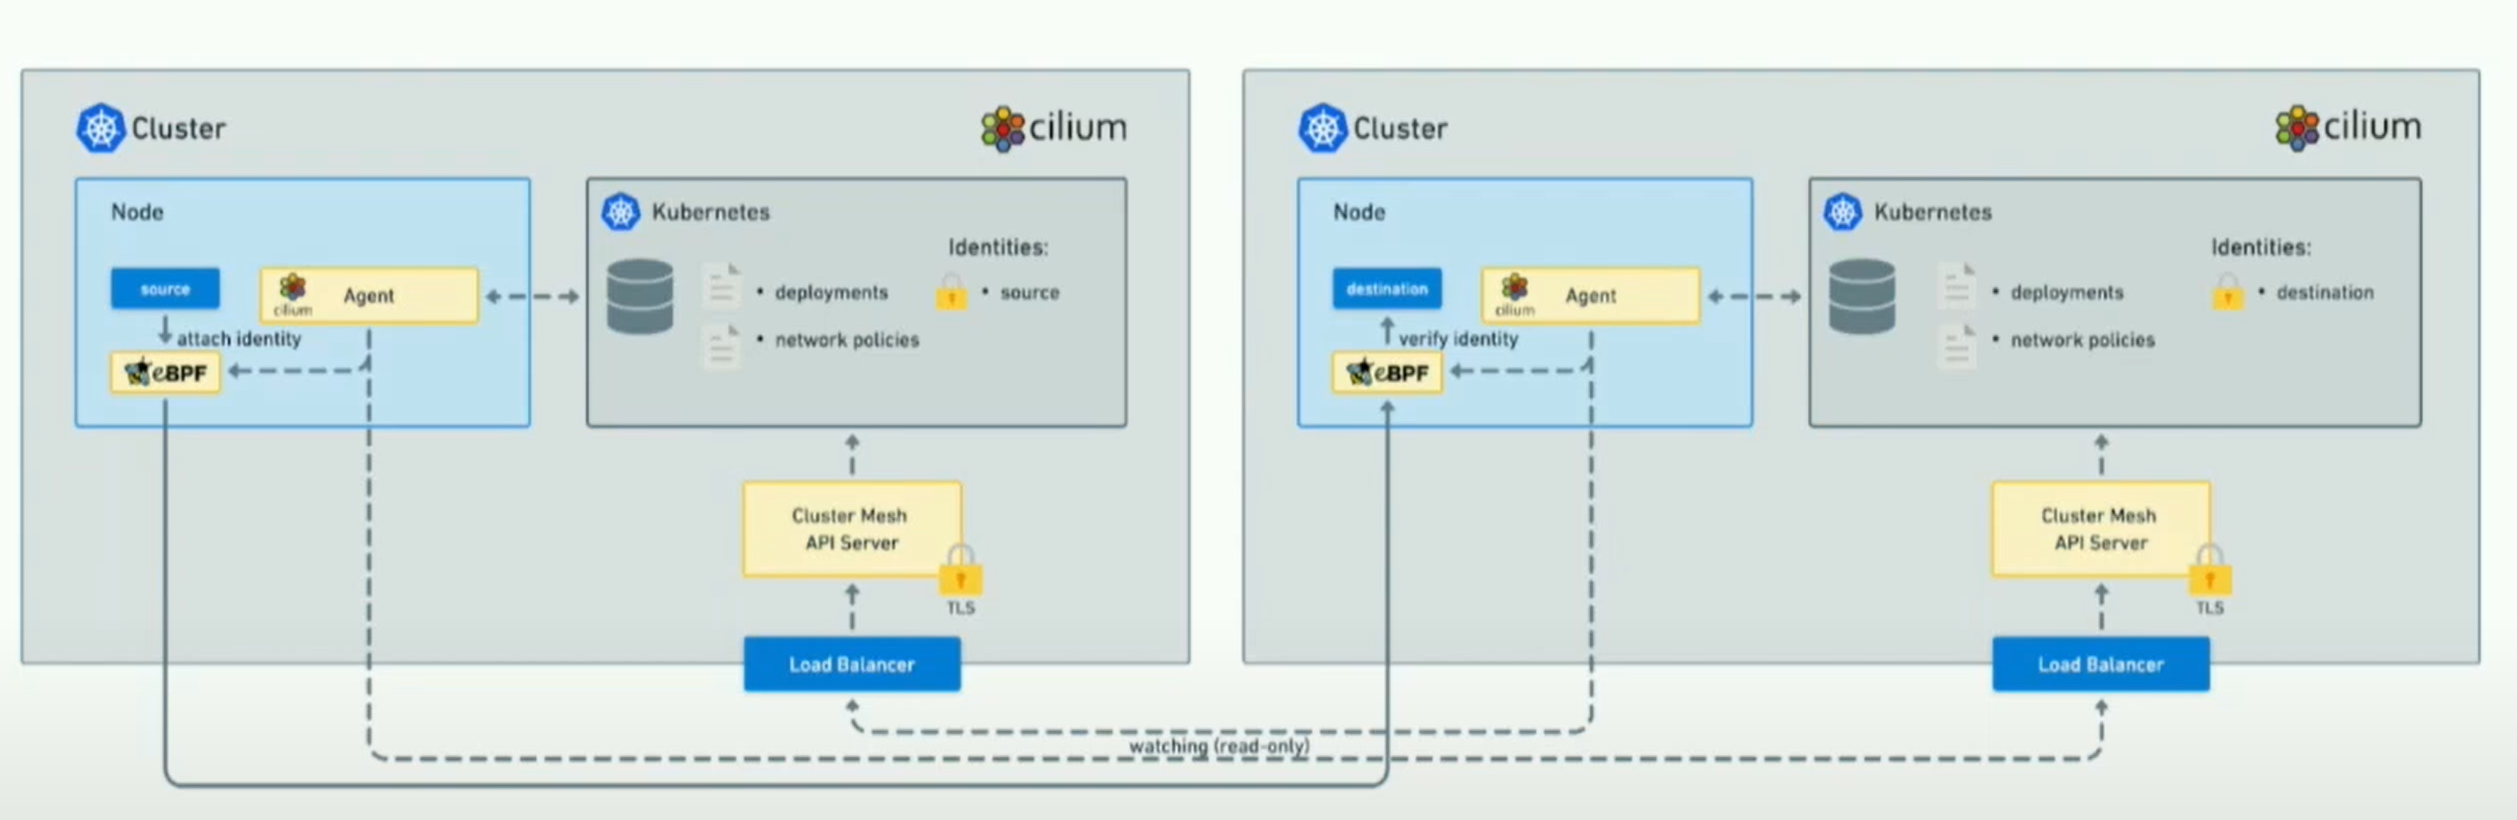 Cluster
cilium
Node
source
cilium
Agent
attach identity
eBPF
Kubernetes
Identities:
• deployments
• source
• network policies
Cluster Mesh
API Server
TLS
Load Balancer
Cluster
cilium
Node
destination
cilium
Agent
verify identity
eBPF
Kubernetes
Identities:
• deployments
• destination
• network policies
Cluster Mesh
API Server
TLS
Load Balancer
watching (read-only)